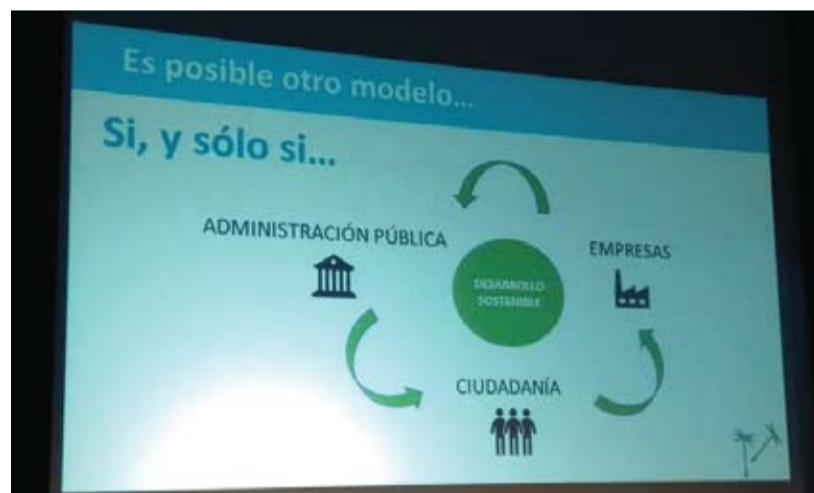 Es posible otro modelo...
Si, y sólo si...
ADMINISTRACIÓN PÚBLICA
EMPRESAS
DESARROLLO
SOSTENIBLE
CIUDADANÍA